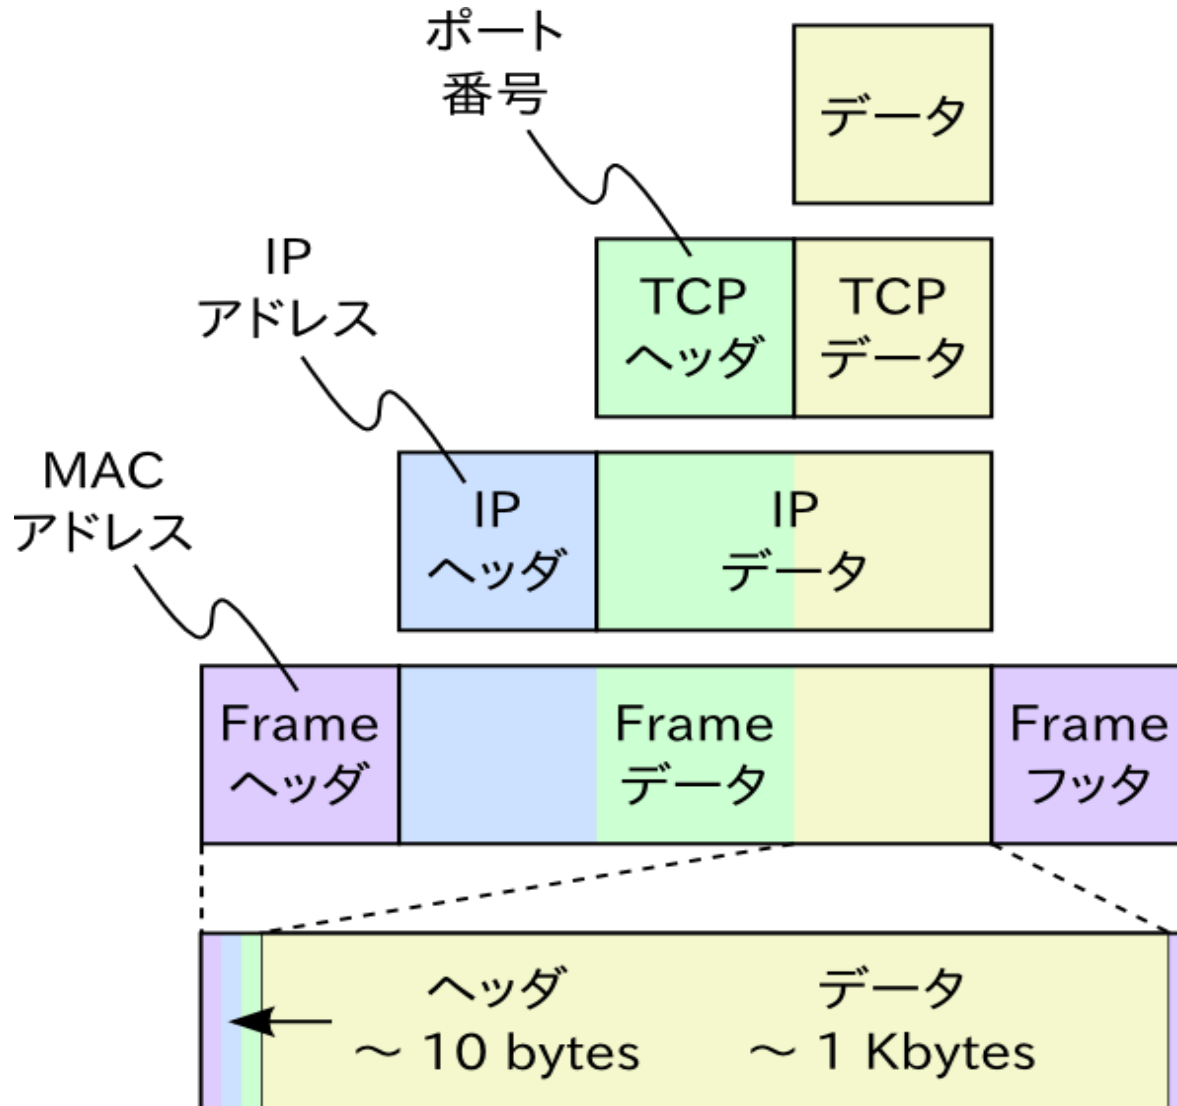 ポート
番号
データ
IP
アドレス
TCP
ヘッダ
TCP
データ
MAC
アドレス
IP
ヘッダ
IP
データ
Frame
ヘッダ
Frame
データ
Frame
フッタ
ヘッダ
～ 10 bytes
データ
～ 1 Kbytes